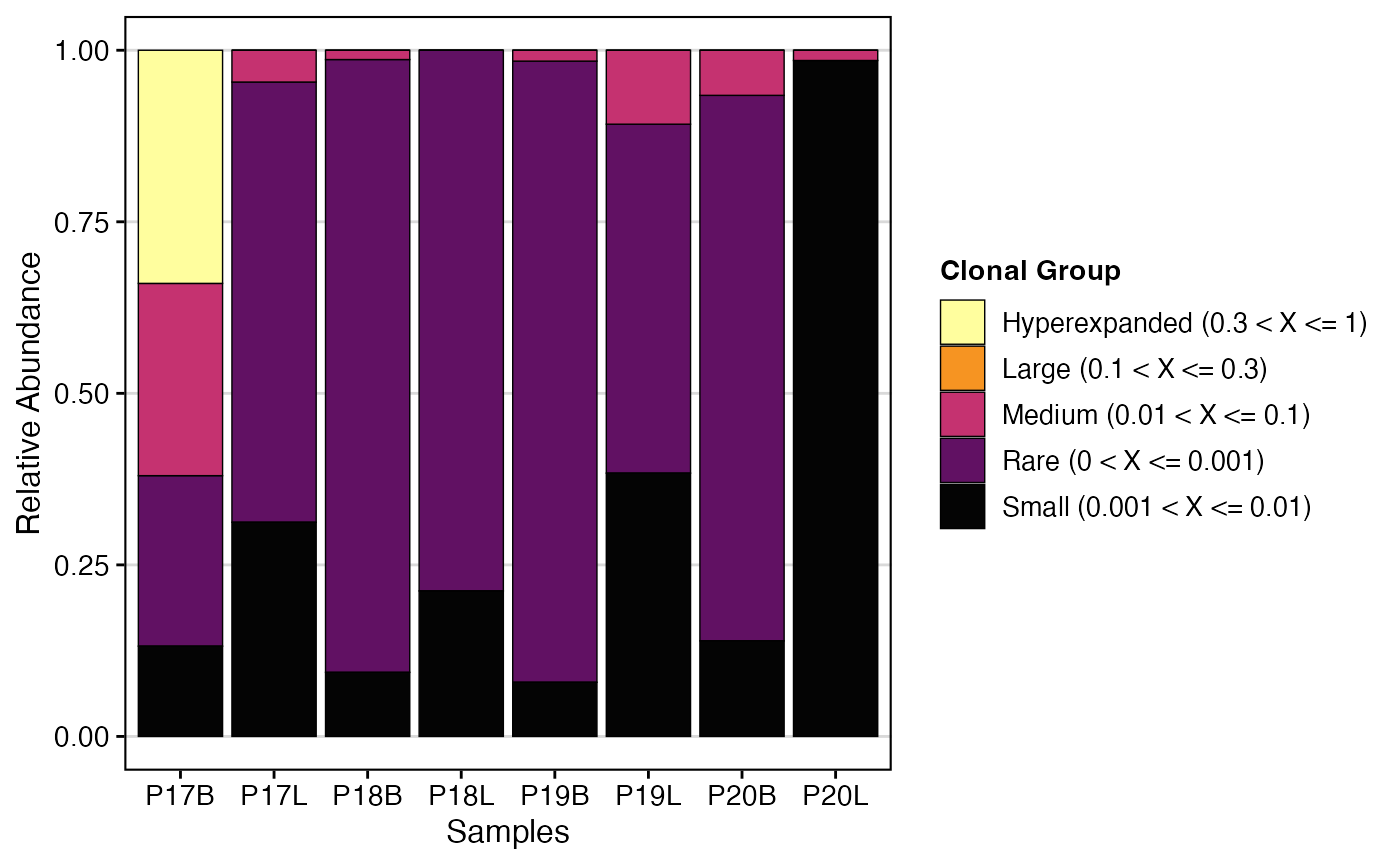 1.00
0.75
0.50
0.25
0.00
Relative Abundance
P17B P17L P18B P18L P19B P19L P20B P20L
Samples
Clonal Group
Hyperexpanded (0.3 < X <= 1)
Large (0.1 < X <= 0.3)
Medium (0.01 < X <= 0.1)
Rare (0 < X <= 0.001)
Small (0.001 < X <= 0.01)